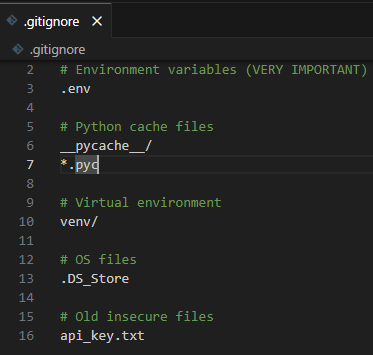 .gitignore
.gitignore
2 # Environment variables (VERY IMPORTANT)
3 .env
4
5 # Python cache files
6 __pycache__/
7 *.pyc
8
9 # Virtual environment
10 venv/
11
12 # OS files
13 .DS_Store
14
15 # Old insecure files
16 api_key.txt